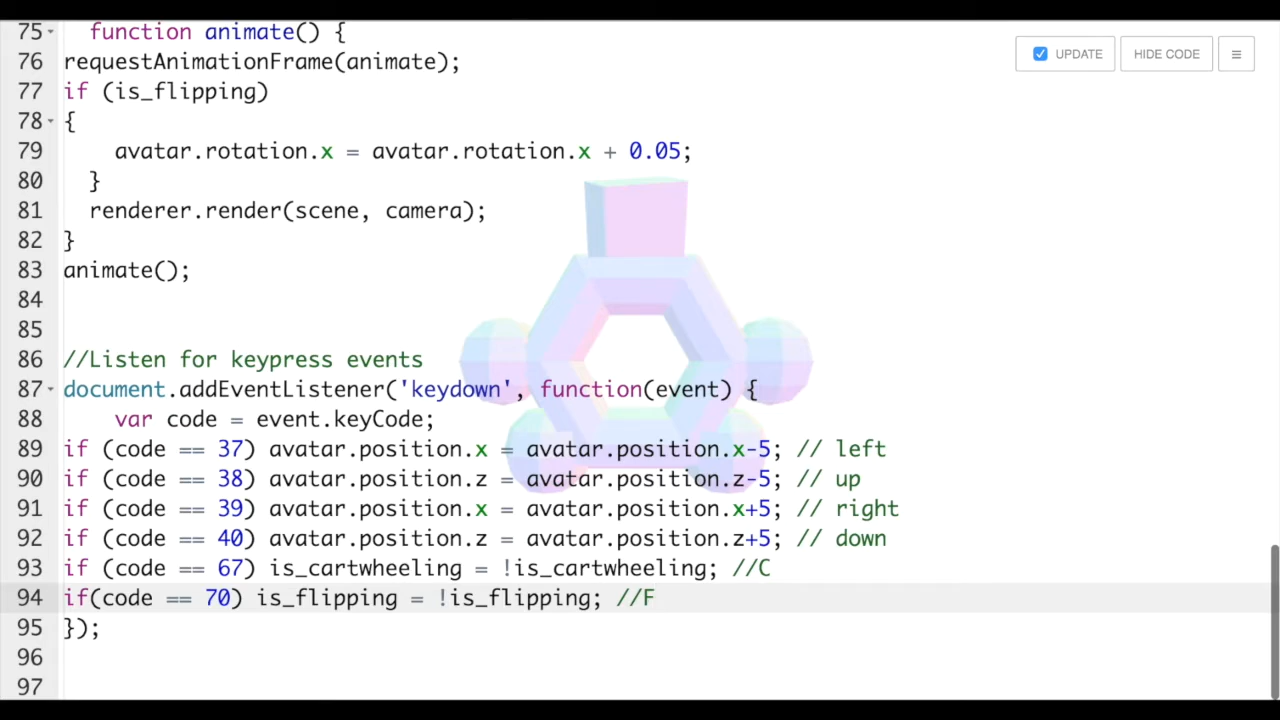 75 function animate() {
UPDATE
HIDE CODE
76 requestAnimationFrame(animate);
77 if (is_flipping)
78 {
79 avatar.rotation.x = avatar.rotation.x + 0.05;
80 }
81 renderer.render(scene, camera);
82 }
83 animate();
84
85
86 //Listen for keypress events
87 document.addEventListener('keydown', function(event) {
88 var code = event.keyCode;
89 if (code == 37) avatar.position.x = avatar.position.x-5; // left
90 if (code == 38) avatar.position.z = avatar.position.z-5; // up
91 if (code == 39) avatar.position.x = avatar.position.x+5; // right
92 if (code == 40) avatar.position.z = avatar.position.z+5; // down
93 if (code == 67) is_cartwheeling = !is_cartwheeling; //C
94 if(code == 70) is_flipping = !is_flipping; //F
95 });
96
97